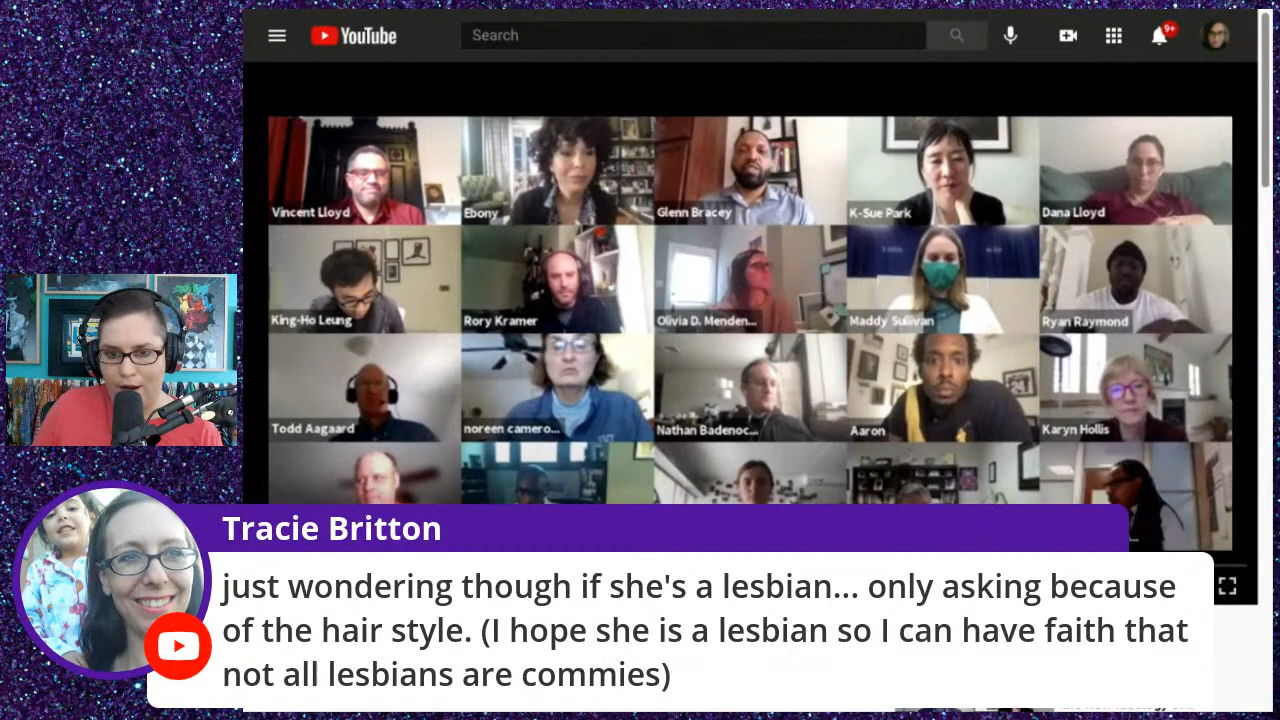 YouTube
Search
9+
Vincent Lloyd
Ebony
Glenn Bracey
K-Sue Park
Dana Lloyd
King-Ho Leung
Rory Kramer
Olivia D. Menden...
Maddy Sullivan
Ryan Raymond
Todd Aagaard
noreen camero...
Nathan Badenoc...
Aaron
Karyn Hollis
Tracie Britton
just wondering though if she's a lesbian... only asking because
of the hair style. (I hope she is a lesbian so I can have faith that
not all lesbians are commies)